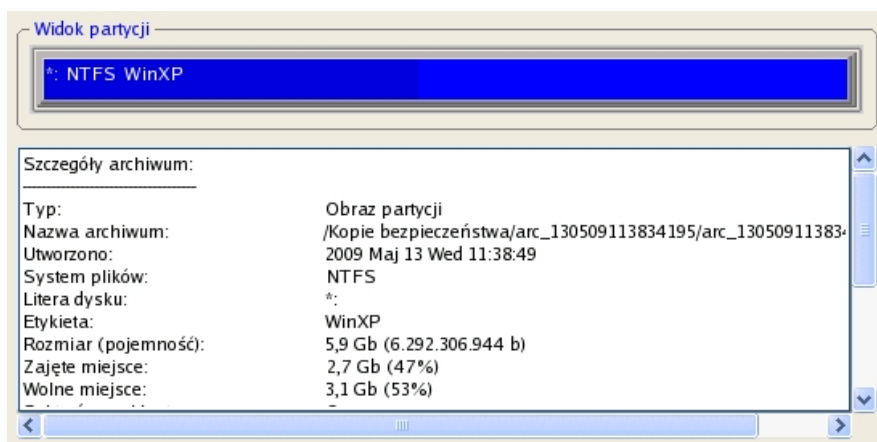 Widok partycji
*: NTFS WinXP
Szczegóły archiwum:
------------------------------------
Typ: Obraz partycji
Nazwa archiwum: /Kopie bezpieczeństwa/arc_130509113834195/arc_13050911383
Utworzono: 2009 Maj 13 Wed 11:38:49
System plików: NTFS
Litera dysku: *:
Etykieta: WinXP
Rozmiar (pojemność): 5,9 Gb (6.292.306.944 b)
Zajęte miejsce: 2,7 Gb (47%)
Wolne miejsce: 3,1 Gb (53%)